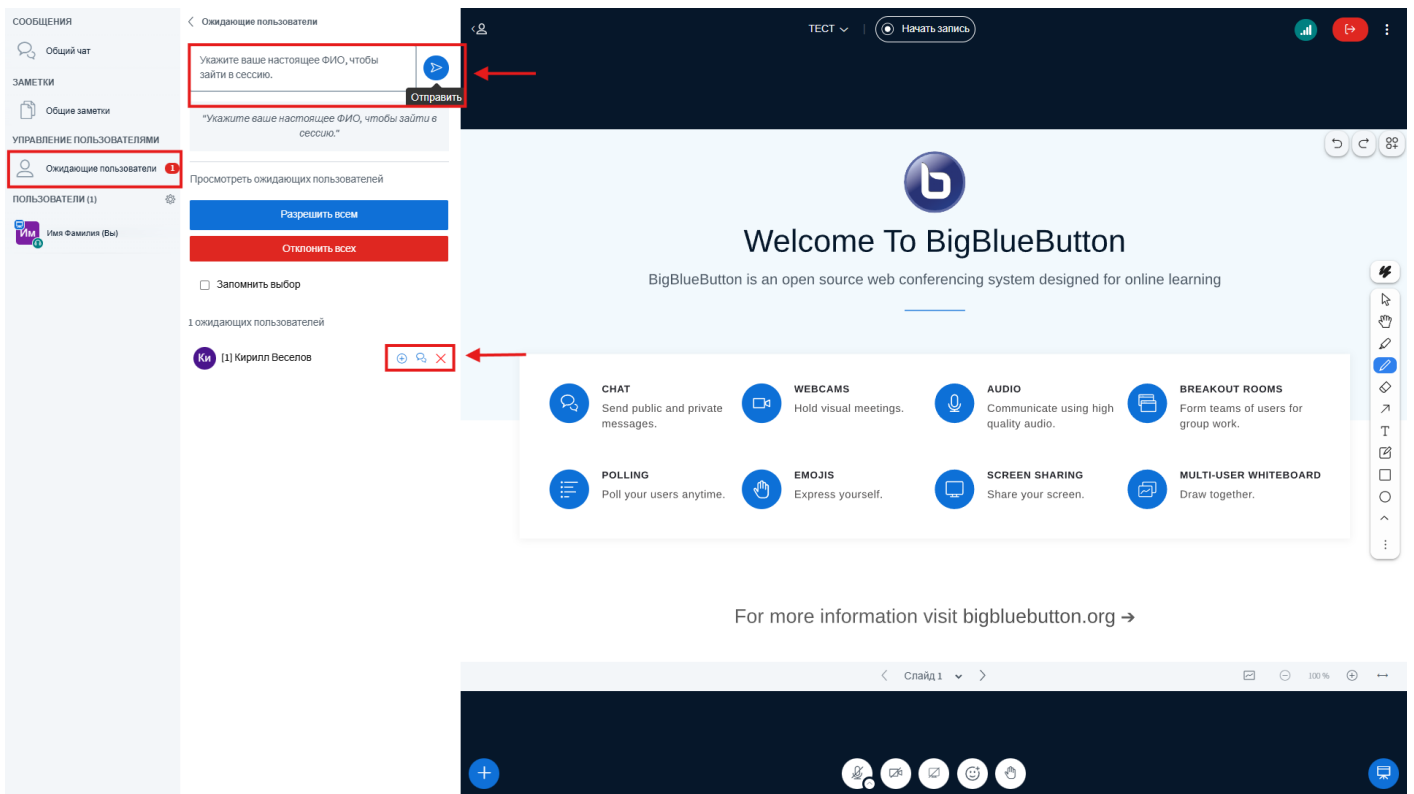 СООБЩЕНИЯ
Общий чат
ЗАМЕТКИ
Общие заметки
УПРАВЛЕНИЕ ПОЛЬЗОВАТЕЛЯМИ
Ожидающие пользователи 1
ПОЛЬЗОВАТЕЛИ (1)
Им Имя Фамилия (Вы)
Ожидающие пользователи
Укажите ваше настоящее ФИО, чтобы
зайти в сессию.
Отправить
"Укажите ваше настоящее ФИО, чтобы зайти в
сессию."
Просмотреть ожидающих пользователей
Разрешить всем
Отклонить всех
Запомнить выбор
1 ожидающих пользователей
Ки [1] Кирилл Веселов
ТЕСТ
Начать запись
b
Welcome To BigBlueButton
BigBlueButton is an open source web conferencing system designed for online learning
CHAT
Send public and private
messages.
WEBCAMS
Hold visual meetings.
AUDIO
Communicate using high
quality audio.
BREAKOUT ROOMS
Form teams of users for
group work.
POLLING
Poll your users anytime.
EMOJIS
Express yourself.
SCREEN SHARING
Share your screen.
MULTI-USER WHITEBOARD
Draw together.
For more information visit bigbluebutton.org ➔
T
Слайд 1
100 %